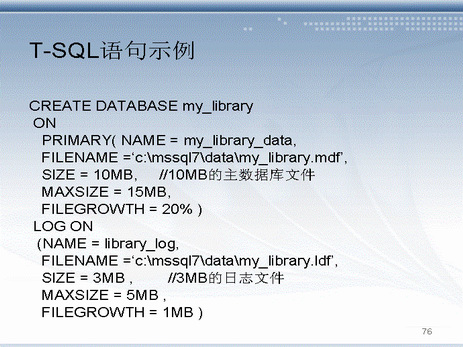 T-SQL语句示例
CREATE DATABASE my_library
ON
PRIMARY( NAME = my_library_data,
FILENAME =‘c:\mssql7\data\my_library.mdf’,
SIZE = 10MB, //10MB的主数据库文件
MAXSIZE = 15MB,
FILEGROWTH = 20% )
LOG ON
(NAME = library_log,
FILENAME =‘c:\mssql7\data\my_library.ldf’,
SIZE = 3MB , //3MB的日志文件
MAXSIZE = 5MB ,
FILEGROWTH = 1MB )
76